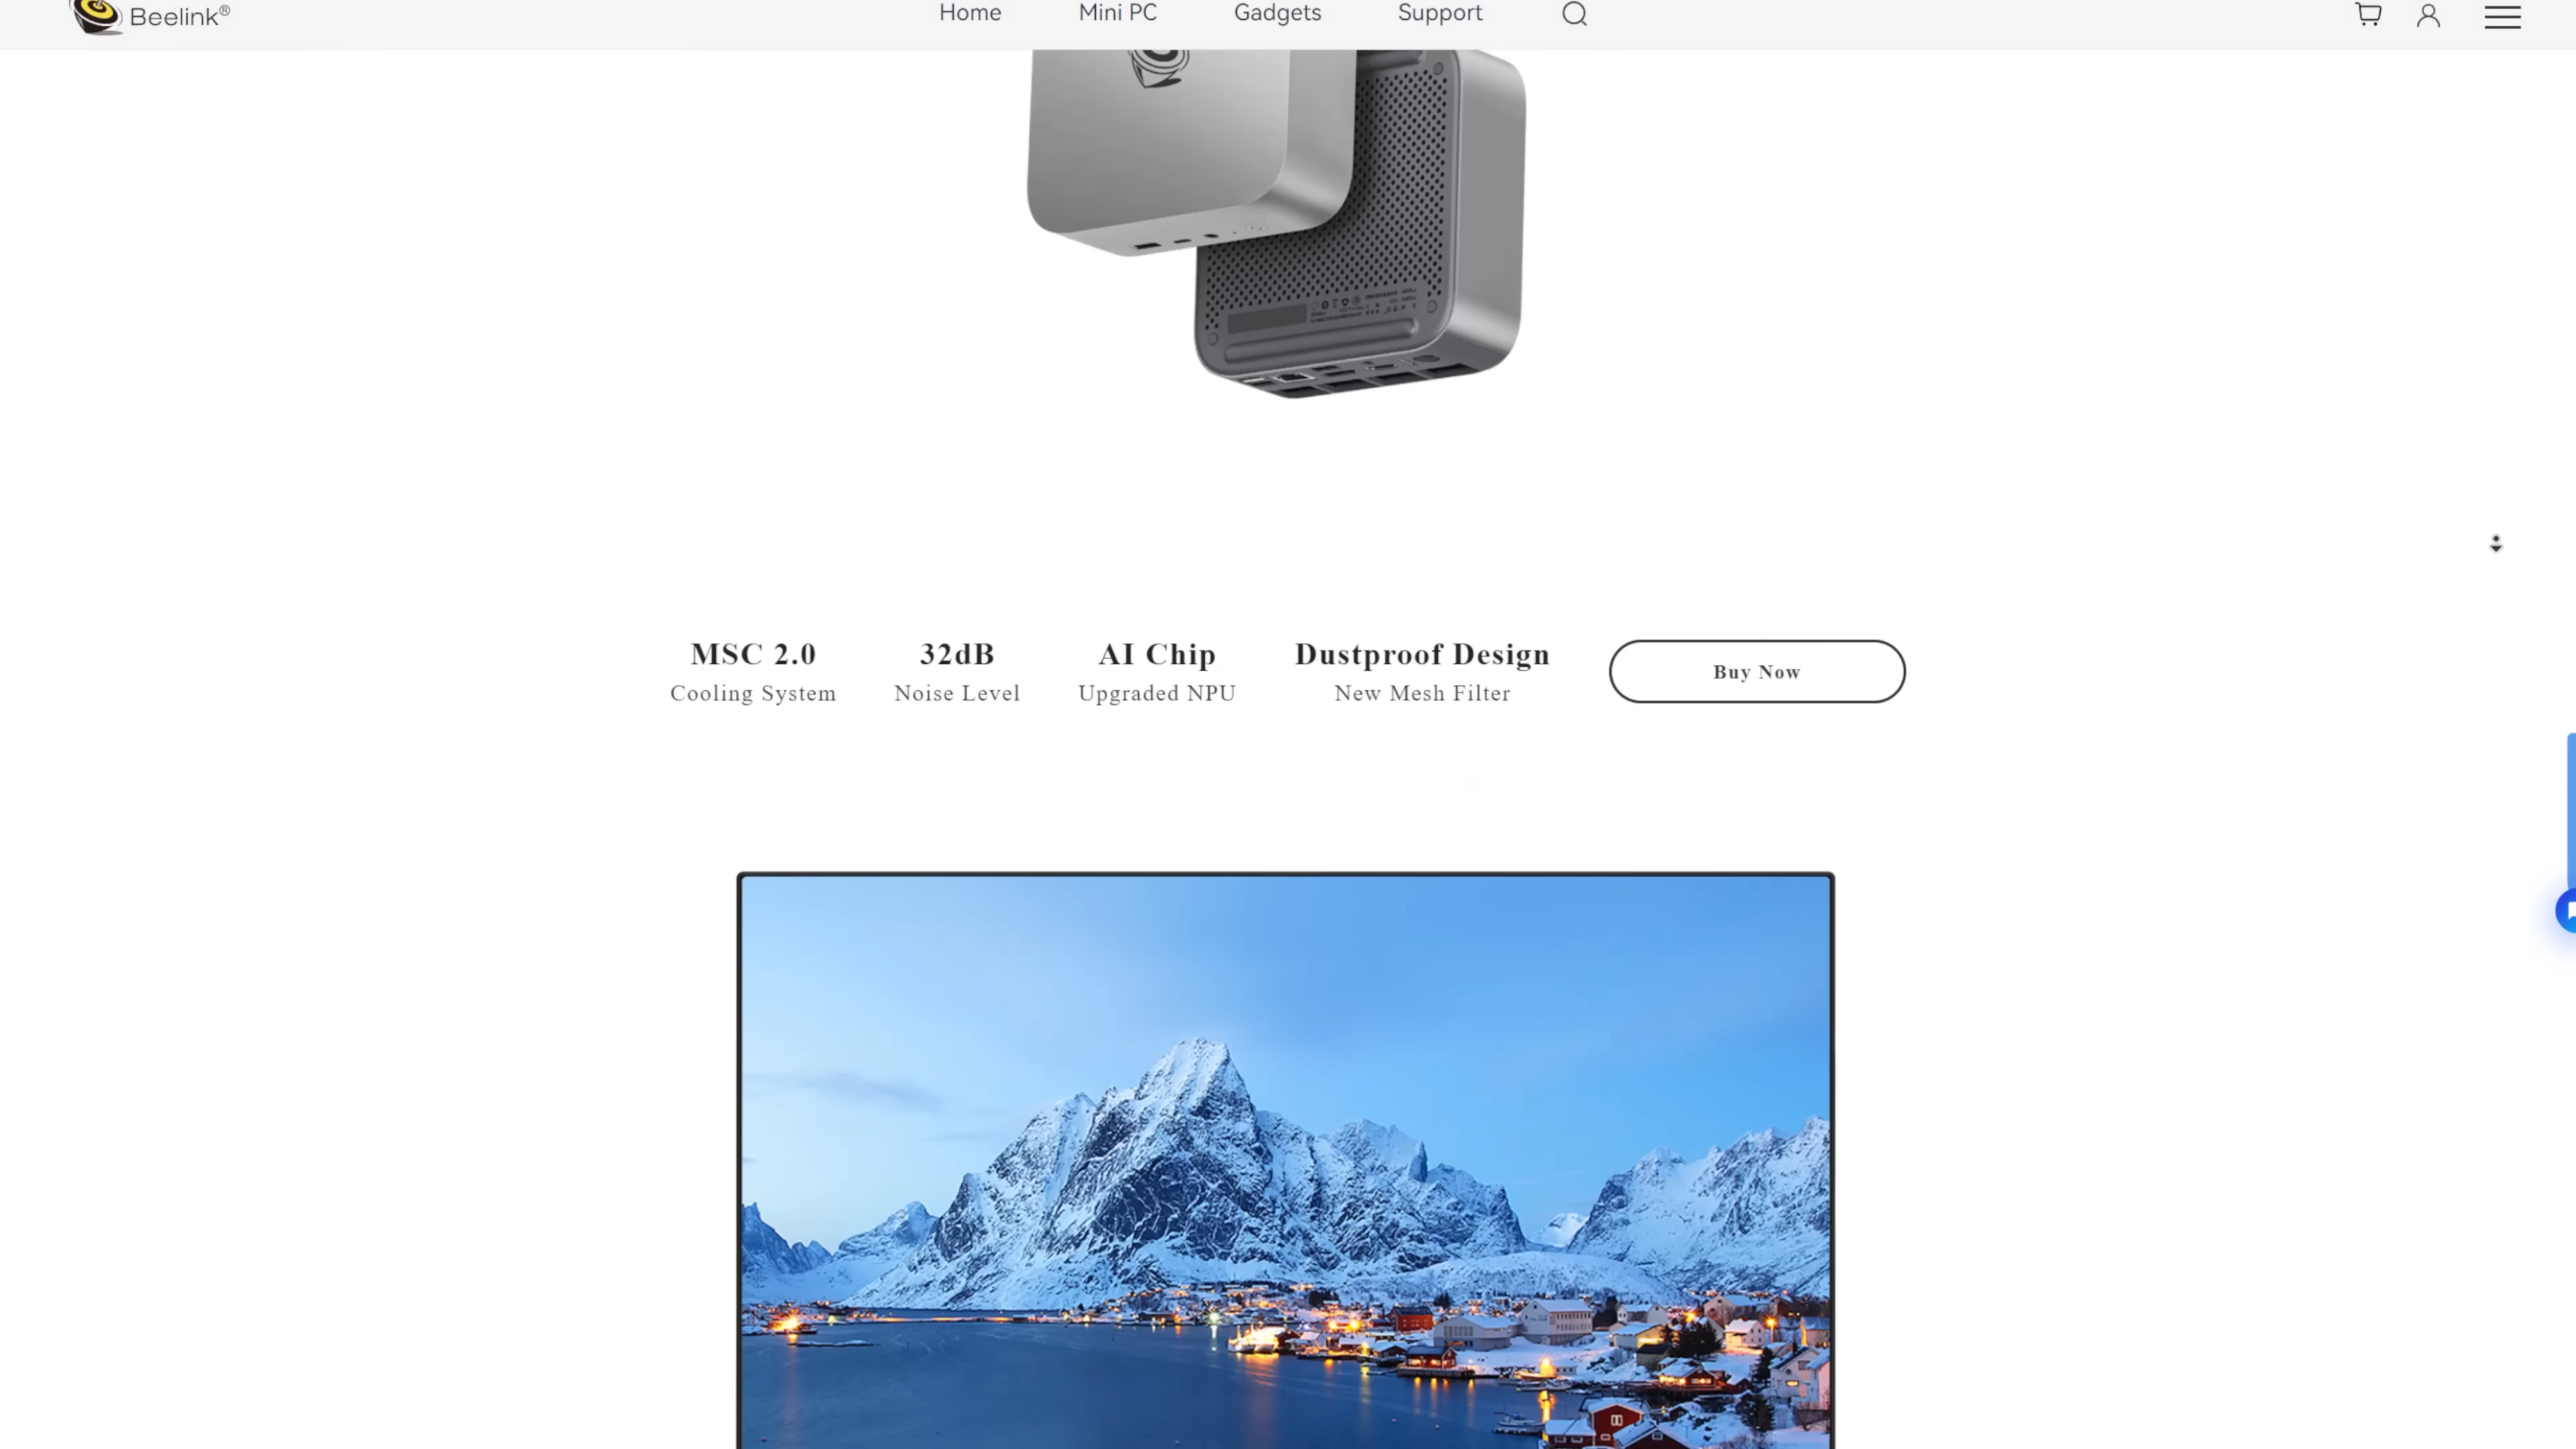 Beelink®
Home Mini PC Gadgets Support
MSC 2.0
Cooling System
32dB
Noise Level
AI Chip
Upgraded NPU
Dustproof Design
New Mesh Filter
Buy Now